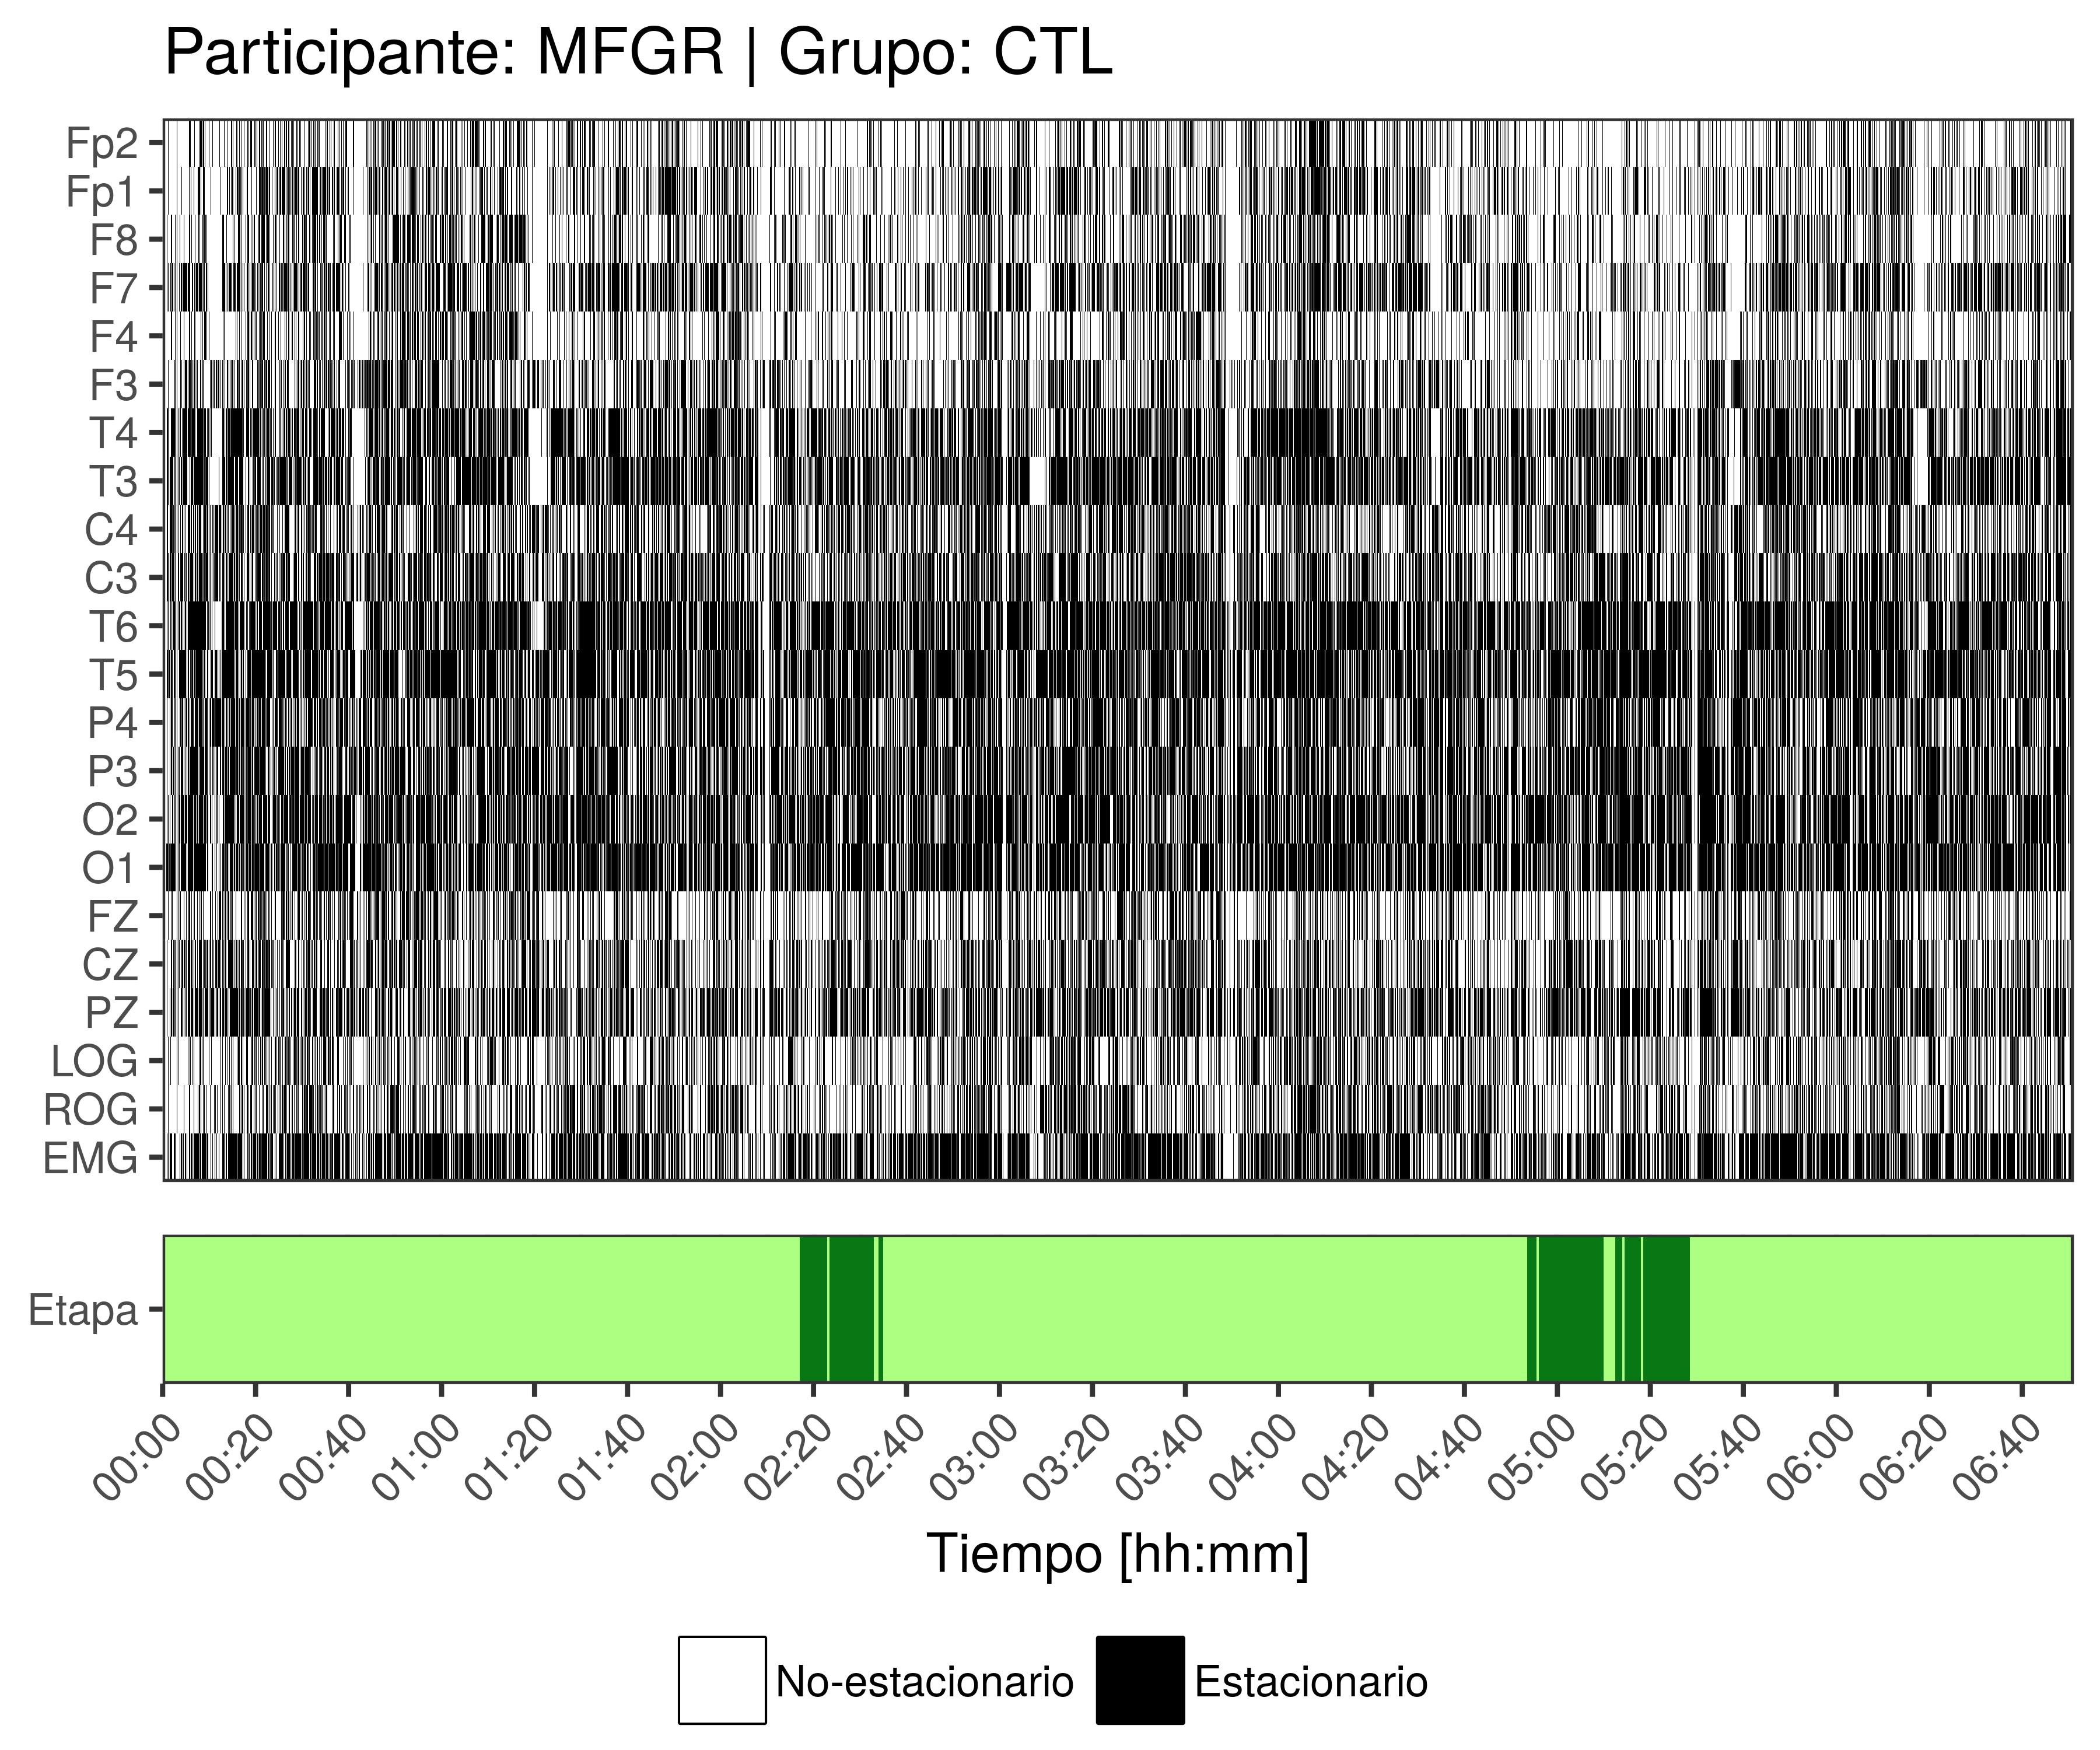 Participante: MFGR | Grupo: CTL
Fp2
Fp1
F8
F7
F4
F3
T4
T3
C4
C3
T6
T5
P4
P3
O2
O1
FZ
CZ
PZ
LOG
ROG
EMG
Etapa
00:00
00:20
00:40
01:00
01:20
01:40
02:00
02:20
02:40
03:00
03:20
03:40
04:00
04:20
04:40
05:00
05:20
05:40
06:00
06:20
06:40
Tiempo [hh:mm]
No-estacionario
Estacionario